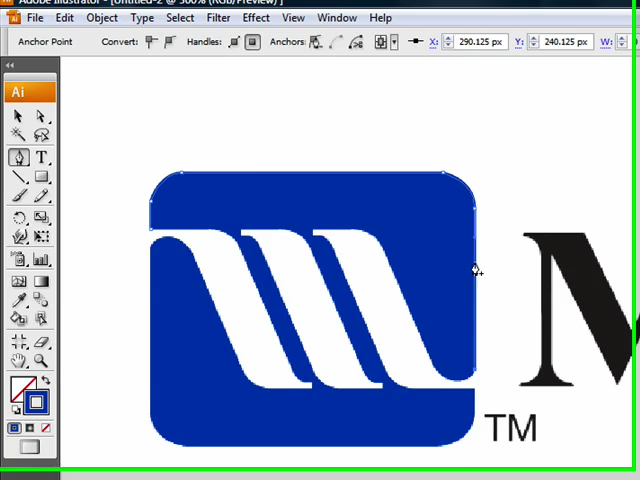 Adobe Illustrator - [Untitled-2 @ 300% (RGB/Preview) ]
File Edit Object Type Select Filter Effect View Window Help
Anchor Point Convert: Handles: Anchors: X: 290.125 px Y: 240.125 px W:
Ai
T
M
TM